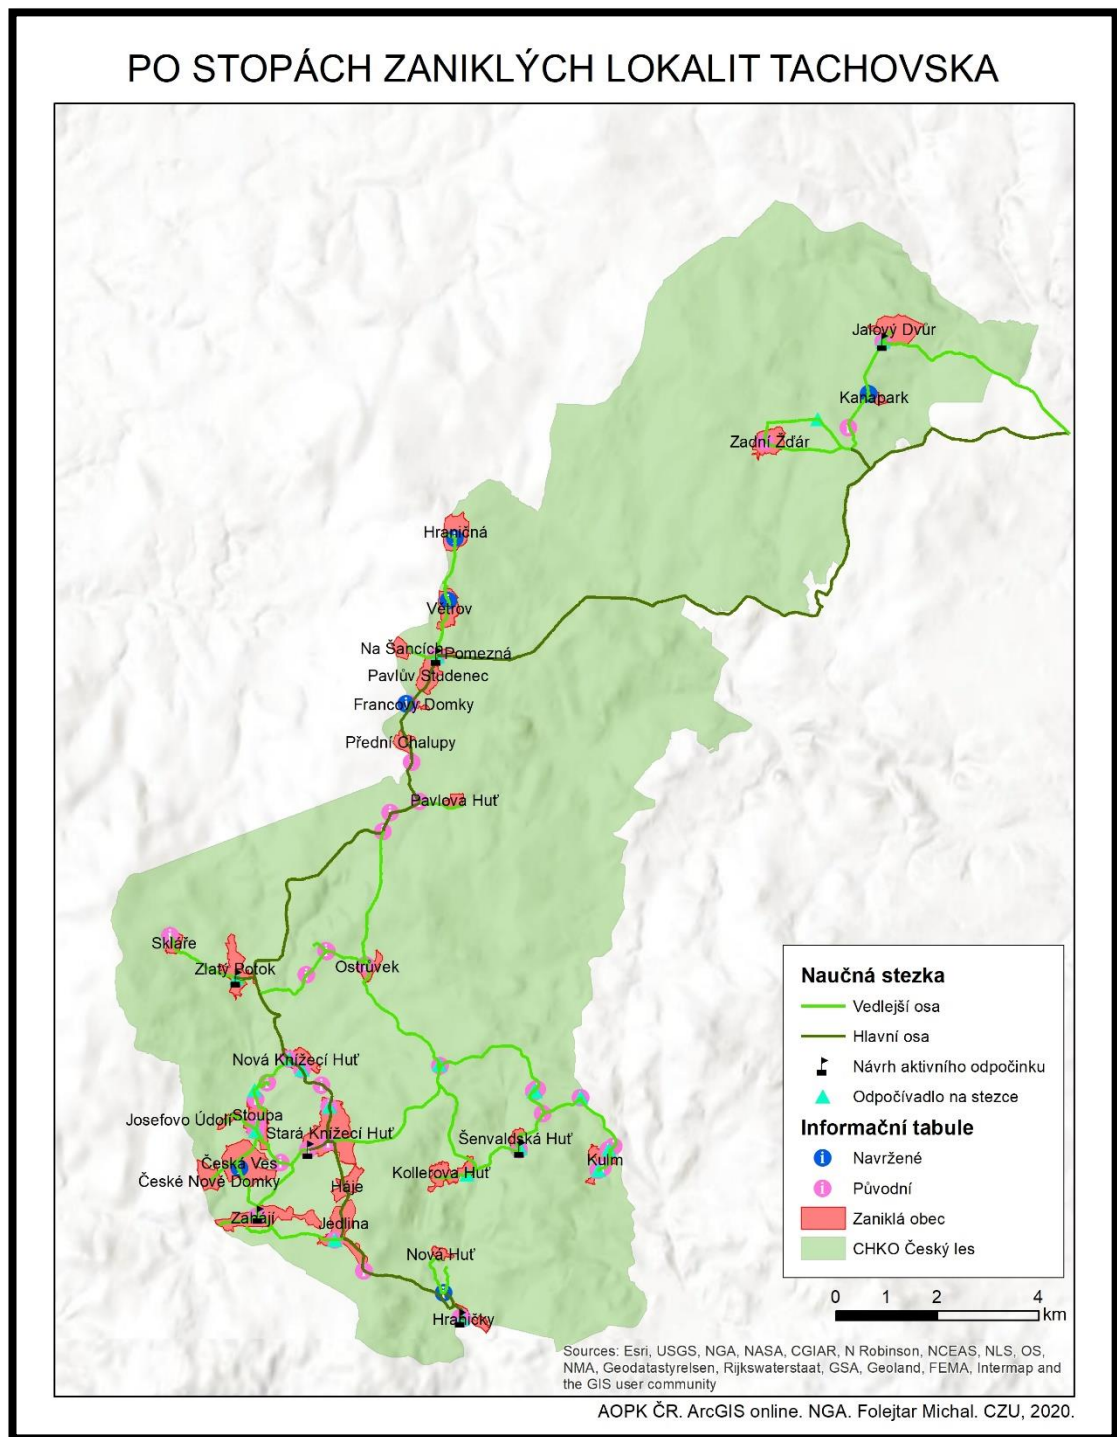 PO STOPÁCH ZANIKLÝCH LOKALIT TACHOVSKA
Jalový Dvůr
Kanapark
Zadní Žďár
Hraničná
Větrov
Na Šancích
Pomezná
Pavlův Studenec
Francovy Domky
Přední Chalupy
Pavlova Huť
Skláře
Zlatý Potok
Ostrůvek
Nová Knížecí Huť
Josefovo Údolí
Stoupa
Stará Knížecí Huť
Šenvaldská Huť
Česká Ves
Kollerova Huť
Kulm
České Nové Domky
Háje
Zahájí
Jedlina
Nová Huť
Hraničky
Naučná stezka
Vedlejší osa
Hlavní osa
Návrh aktivního odpočinku
Odpočívadlo na stezce
Informační tabule
Navržené
Původní
Zaniklá obec
CHKO Český les
0 2 4
km
Sources: Esri, USGS, NGA, NASA, CGIAR, N Robinson, NCEAS, NLS, OS,
NMA, Geodatastyrelsen, Rijkswaterstaat, GSA, Geoland, FEMA, Intermap and
the GIS user community
AOPK ČR. ArcGIS online. NGA. Folejtar Michal. CZU, 2020.